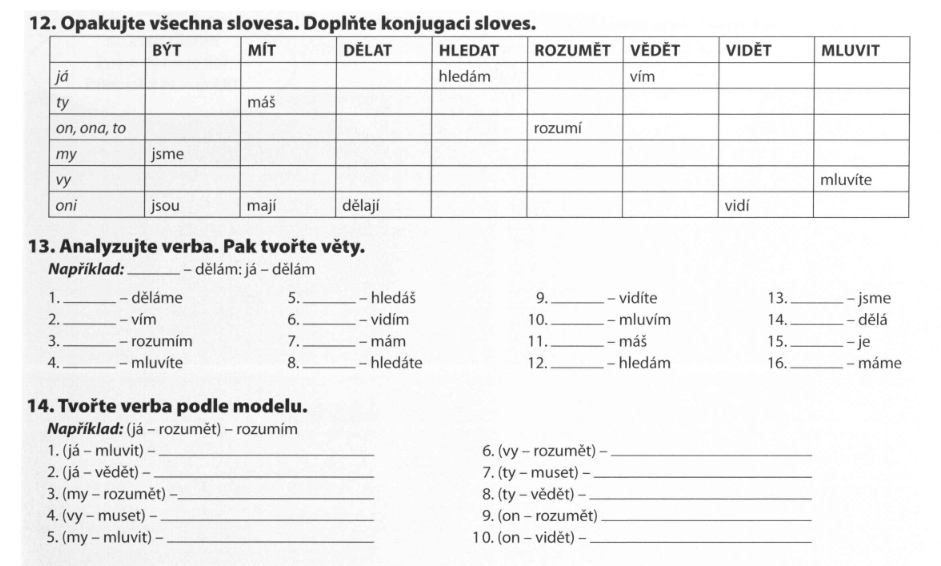 12. Opakujte všechna slovesa. Doplňte konjugaci sloves.
BÝT MÍT DĚLAT HLEDAT ROZUMĚT VĚDĚT VIDĚT MLUVIT
já hledám vím
ty máš
on, ona, to rozumí
my jsme
vy mluvíte
oni jsou mají dělají vidí
13. Analyzujte verba. Pak tvořte věty.
Například: ______ – dělám: já – dělám
1. ______ – děláme 5. ______ – hledáš 9. ______ – vidíte 13. ______ – jsme
2. ______ – vím 6. ______ – vidím 10. ______ – mluvím 14. ______ – dělá
3. ______ – rozumím 7. ______ – mám 11. ______ – máš 15. ______ – je
4. ______ – mluvíte 8. ______ – hledáte 12. ______ – hledám 16. ______ – máme
14. Tvořte verba podle modelu.
Například: (já – rozumět) – rozumím
1. (já – mluvit) – ______ 6. (vy – rozumět) – ______
2. (já – vědět) – ______ 7. (ty – muset) – ______
3. (my – rozumět) – ______ 8. (ty – vědět) – ______
4. (vy – muset) – ______ 9. (on – rozumět) ______
5. (my – mluvit) – ______ 10. (on – vidět) – ______